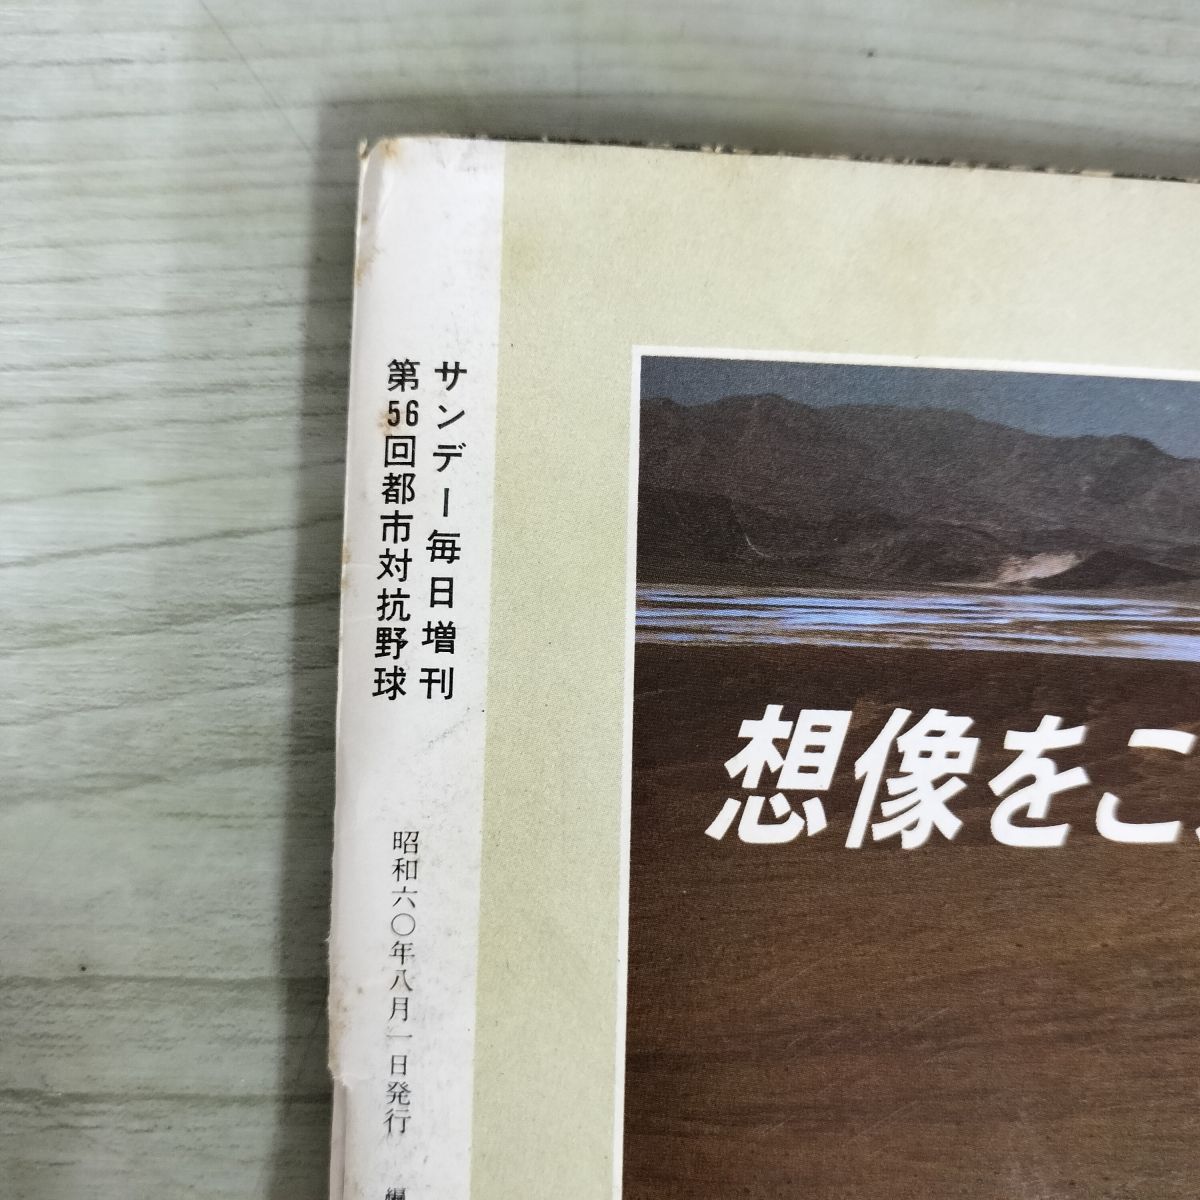 サンデー毎日増刊
第56回都市対抗野球
昭和六〇年八月一日発行
編
想像をこ